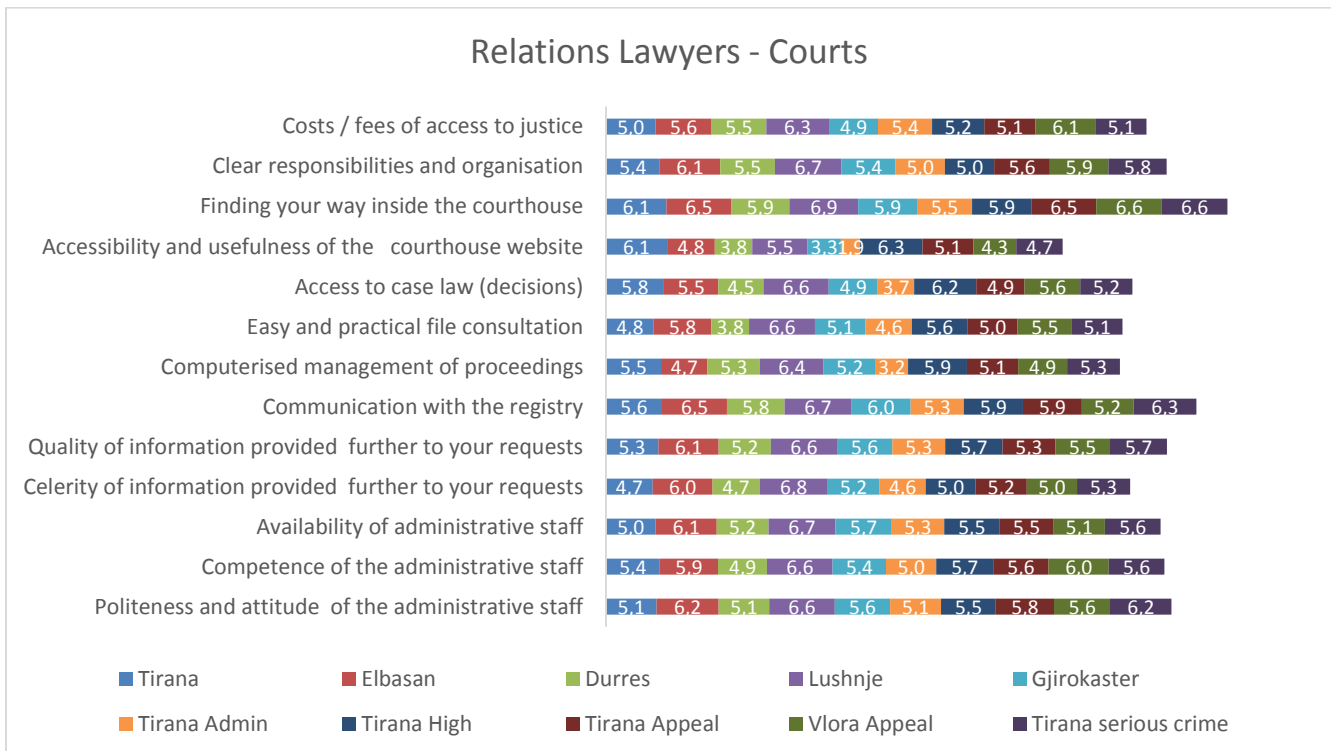 Relations Lawyers - Courts
Costs / fees of access to justice 5,0 5,6 5,5 6,3 4,9 5,4 5,2 5,1 6,1 5,1
Clear responsibilities and organisation 5,4 6,1 5,5 6,7 5,4 5,0 5,0 5,6 5,9 5,8
Finding your way inside the courthouse 6,1 6,5 5,9 6,9 5,9 5,5 5,9 6,5 6,6 6,6
Accessibility and usefulness of the courthouse website 6,1 4,8 3,8 5,5 3,3 1,9 6,3 5,1 4,3 4,7
Access to case law (decisions) 5,8 5,5 4,5 6,6 4,9 3,7 6,2 4,9 5,6 5,2
Easy and practical file consultation 4,8 5,8 3,8 6,6 5,1 4,6 5,6 5,0 5,5 5,1
Computerised management of proceedings 5,5 4,7 5,3 6,4 5,2 3,2 5,9 5,1 4,9 5,3
Communication with the registry 5,6 6,5 5,8 6,7 6,0 5,3 5,9 5,9 5,2 6,3
Quality of information provided further to your requests 5,3 6,1 5,2 6,6 5,6 5,3 5,7 5,3 5,5 5,7
Celerity of information provided further to your requests 4,7 6,0 4,7 6,8 5,2 4,6 5,0 5,2 5,0 5,3
Availability of administrative staff 5,0 6,1 5,2 6,7 5,7 5,3 5,5 5,5 5,1 5,6
Competence of the administrative staff 5,4 5,9 4,9 6,6 5,4 5,0 5,7 5,6 6,0 5,6
Politeness and attitude of the administrative staff 5,1 6,2 5,1 6,6 5,6 5,1 5,5 5,8 5,6 6,2
Tirana Elbasan Durres Lushnje Gjirokaster
Tirana Admin Tirana High Tirana Appeal Vlora Appeal Tirana serious crime